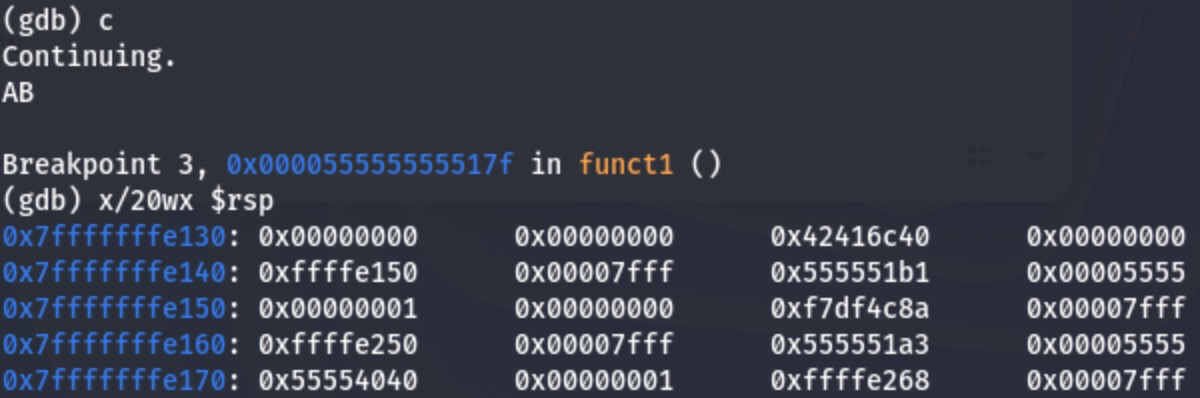 (gdb) c
Continuing.
AB
Breakpoint 3, 0x000055555555517f in funct1 ()
(gdb) x/20wx $rsp
0x7fffffffe130: 0x00000000 0x00000000 0x42416c40 0x00000000
0x7fffffffe140: 0xffffe150 0x00007fff 0x555551b1 0x00005555
0x7fffffffe150: 0x00000001 0x00000000 0xf7df4c8a 0x00007fff
0x7fffffffe160: 0xffffe250 0x00007fff 0x555551a3 0x00005555
0x7fffffffe170: 0x55554040 0x00000001 0xffffe268 0x00007fff